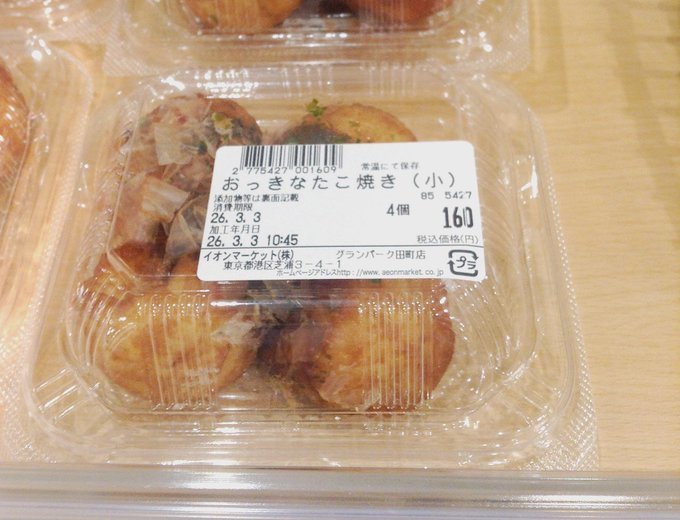 2 775427 001609
常温にて保存
おっきなたこ焼き（小）
添加物等は裏面記載
85 5427
消費期限
26. 3. 3
4個
160
加工年月日
税込価格(円)
26. 3. 3 10:45
イオンマーケット(株) グランパーク田町店
東京都港区芝浦3-4-1
ホームページアドレスhttp://www.aeonmarket.co.jp
プラ